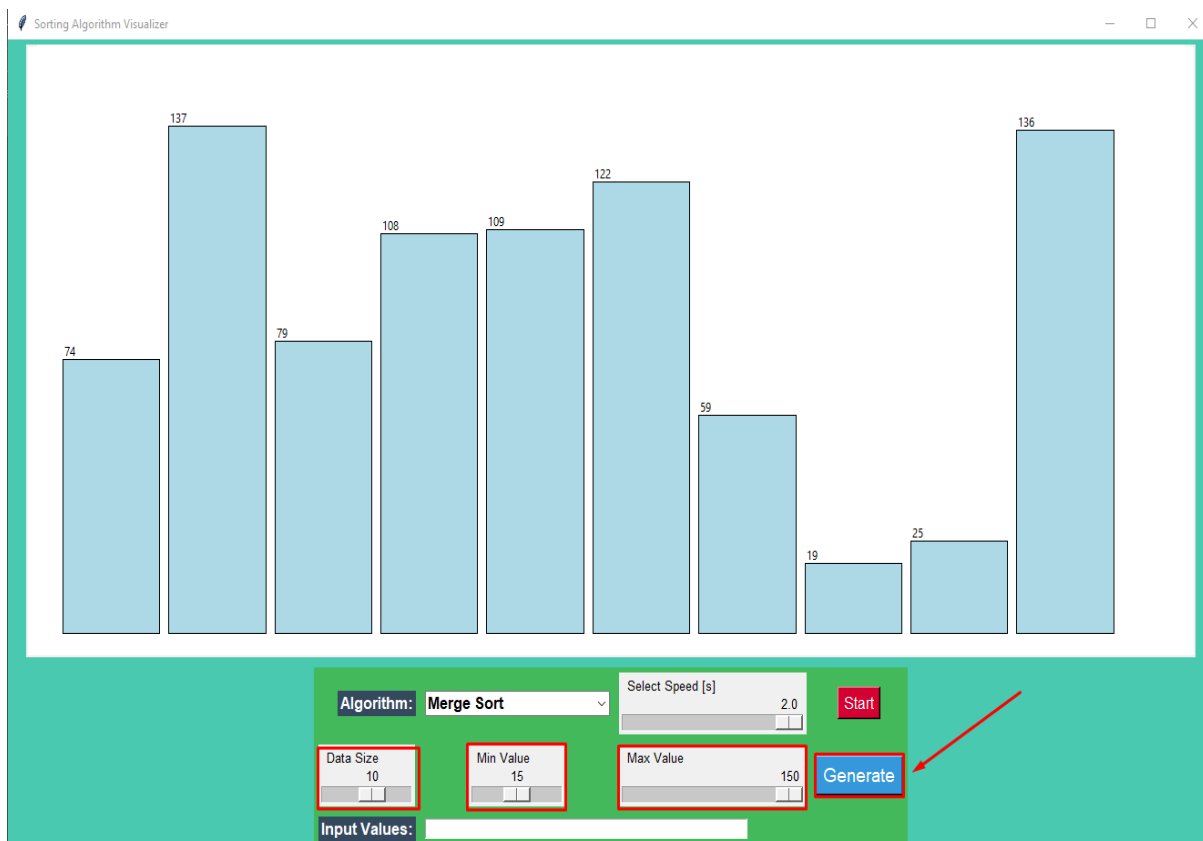 Sorting Algorithm Visualizer
137
136
122
109
108
79
74
59
25
19
Select Speed [s]
Algorithm: Merge Sort 2.0 Start
Data Size Min Value Max Value
10 15 150 Generate
Input Values: